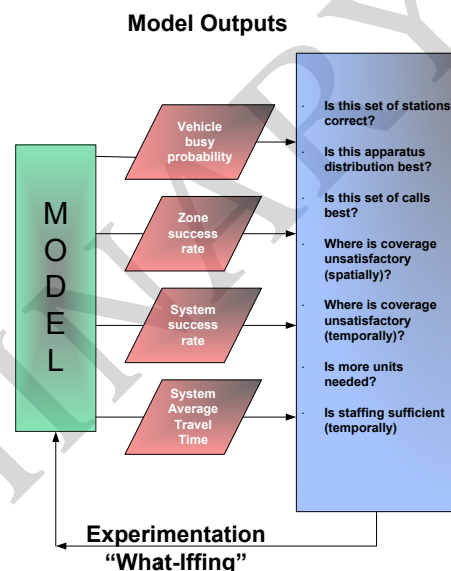 Model Outputs
MODEL
Vehicle
busy
probability
Zone
success
rate
System
success
rate
System
Average
Travel
Time
· Is this set of stations
correct?
· Is this apparatus
distribution best?
· Is this set of calls
best?
· Where is coverage
unsatisfactory
(spatially)?
· Where is coverage
unsatisfactory
(temporally)?
· Is more units
needed?
· Is staffing sufficient
(temporally)
Experimentation
“What-Iffing”
INARY